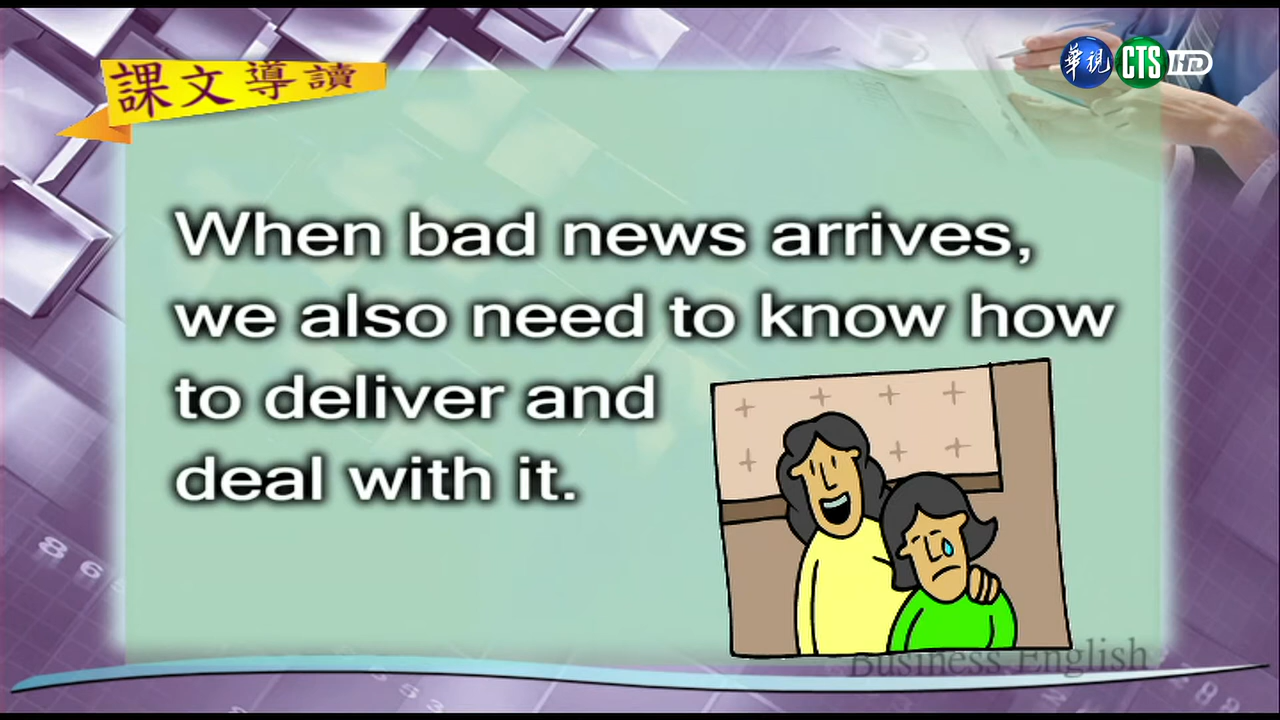 課文導讀
華視 CTS HD
When bad news arrives,
we also need to know how
to deliver and
deal with it.
Business English